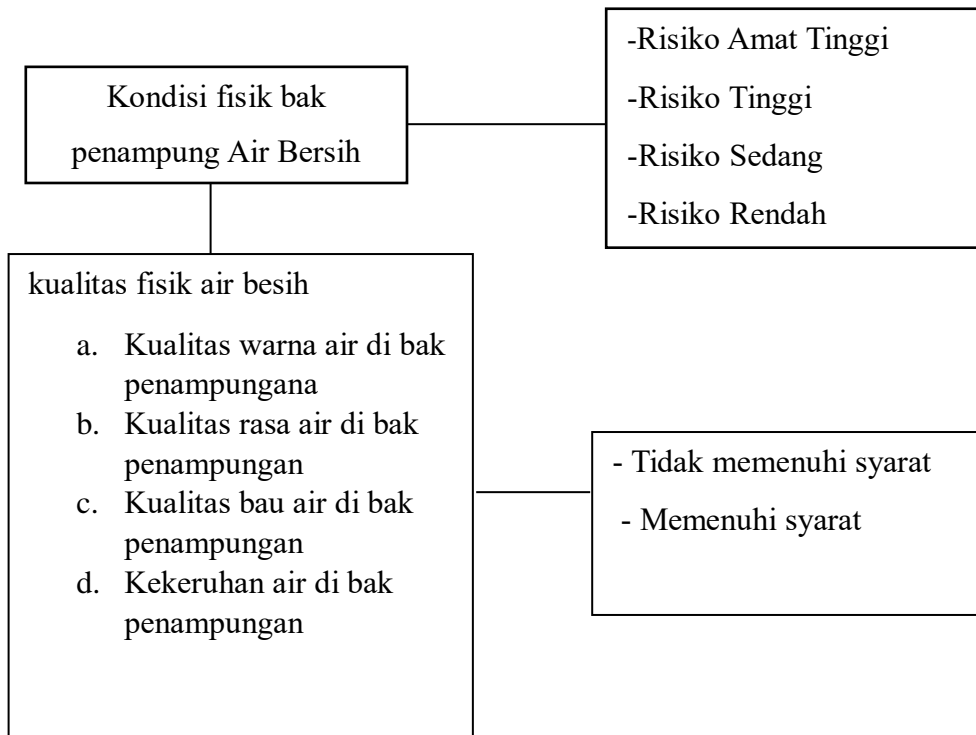 Kondisi fisik bak
penampung Air Bersih
-Risiko Amat Tinggi
-Risiko Tinggi
-Risiko Sedang
-Risiko Rendah
kualitas fisik air besih
a. Kualitas warna air di bak
penampungana
b. Kualitas rasa air di bak
penampungan
c. Kualitas bau air di bak
penampungan
d. Kekeruhan air di bak
penampungan
- Tidak memenuhi syarat
- Memenuhi syarat